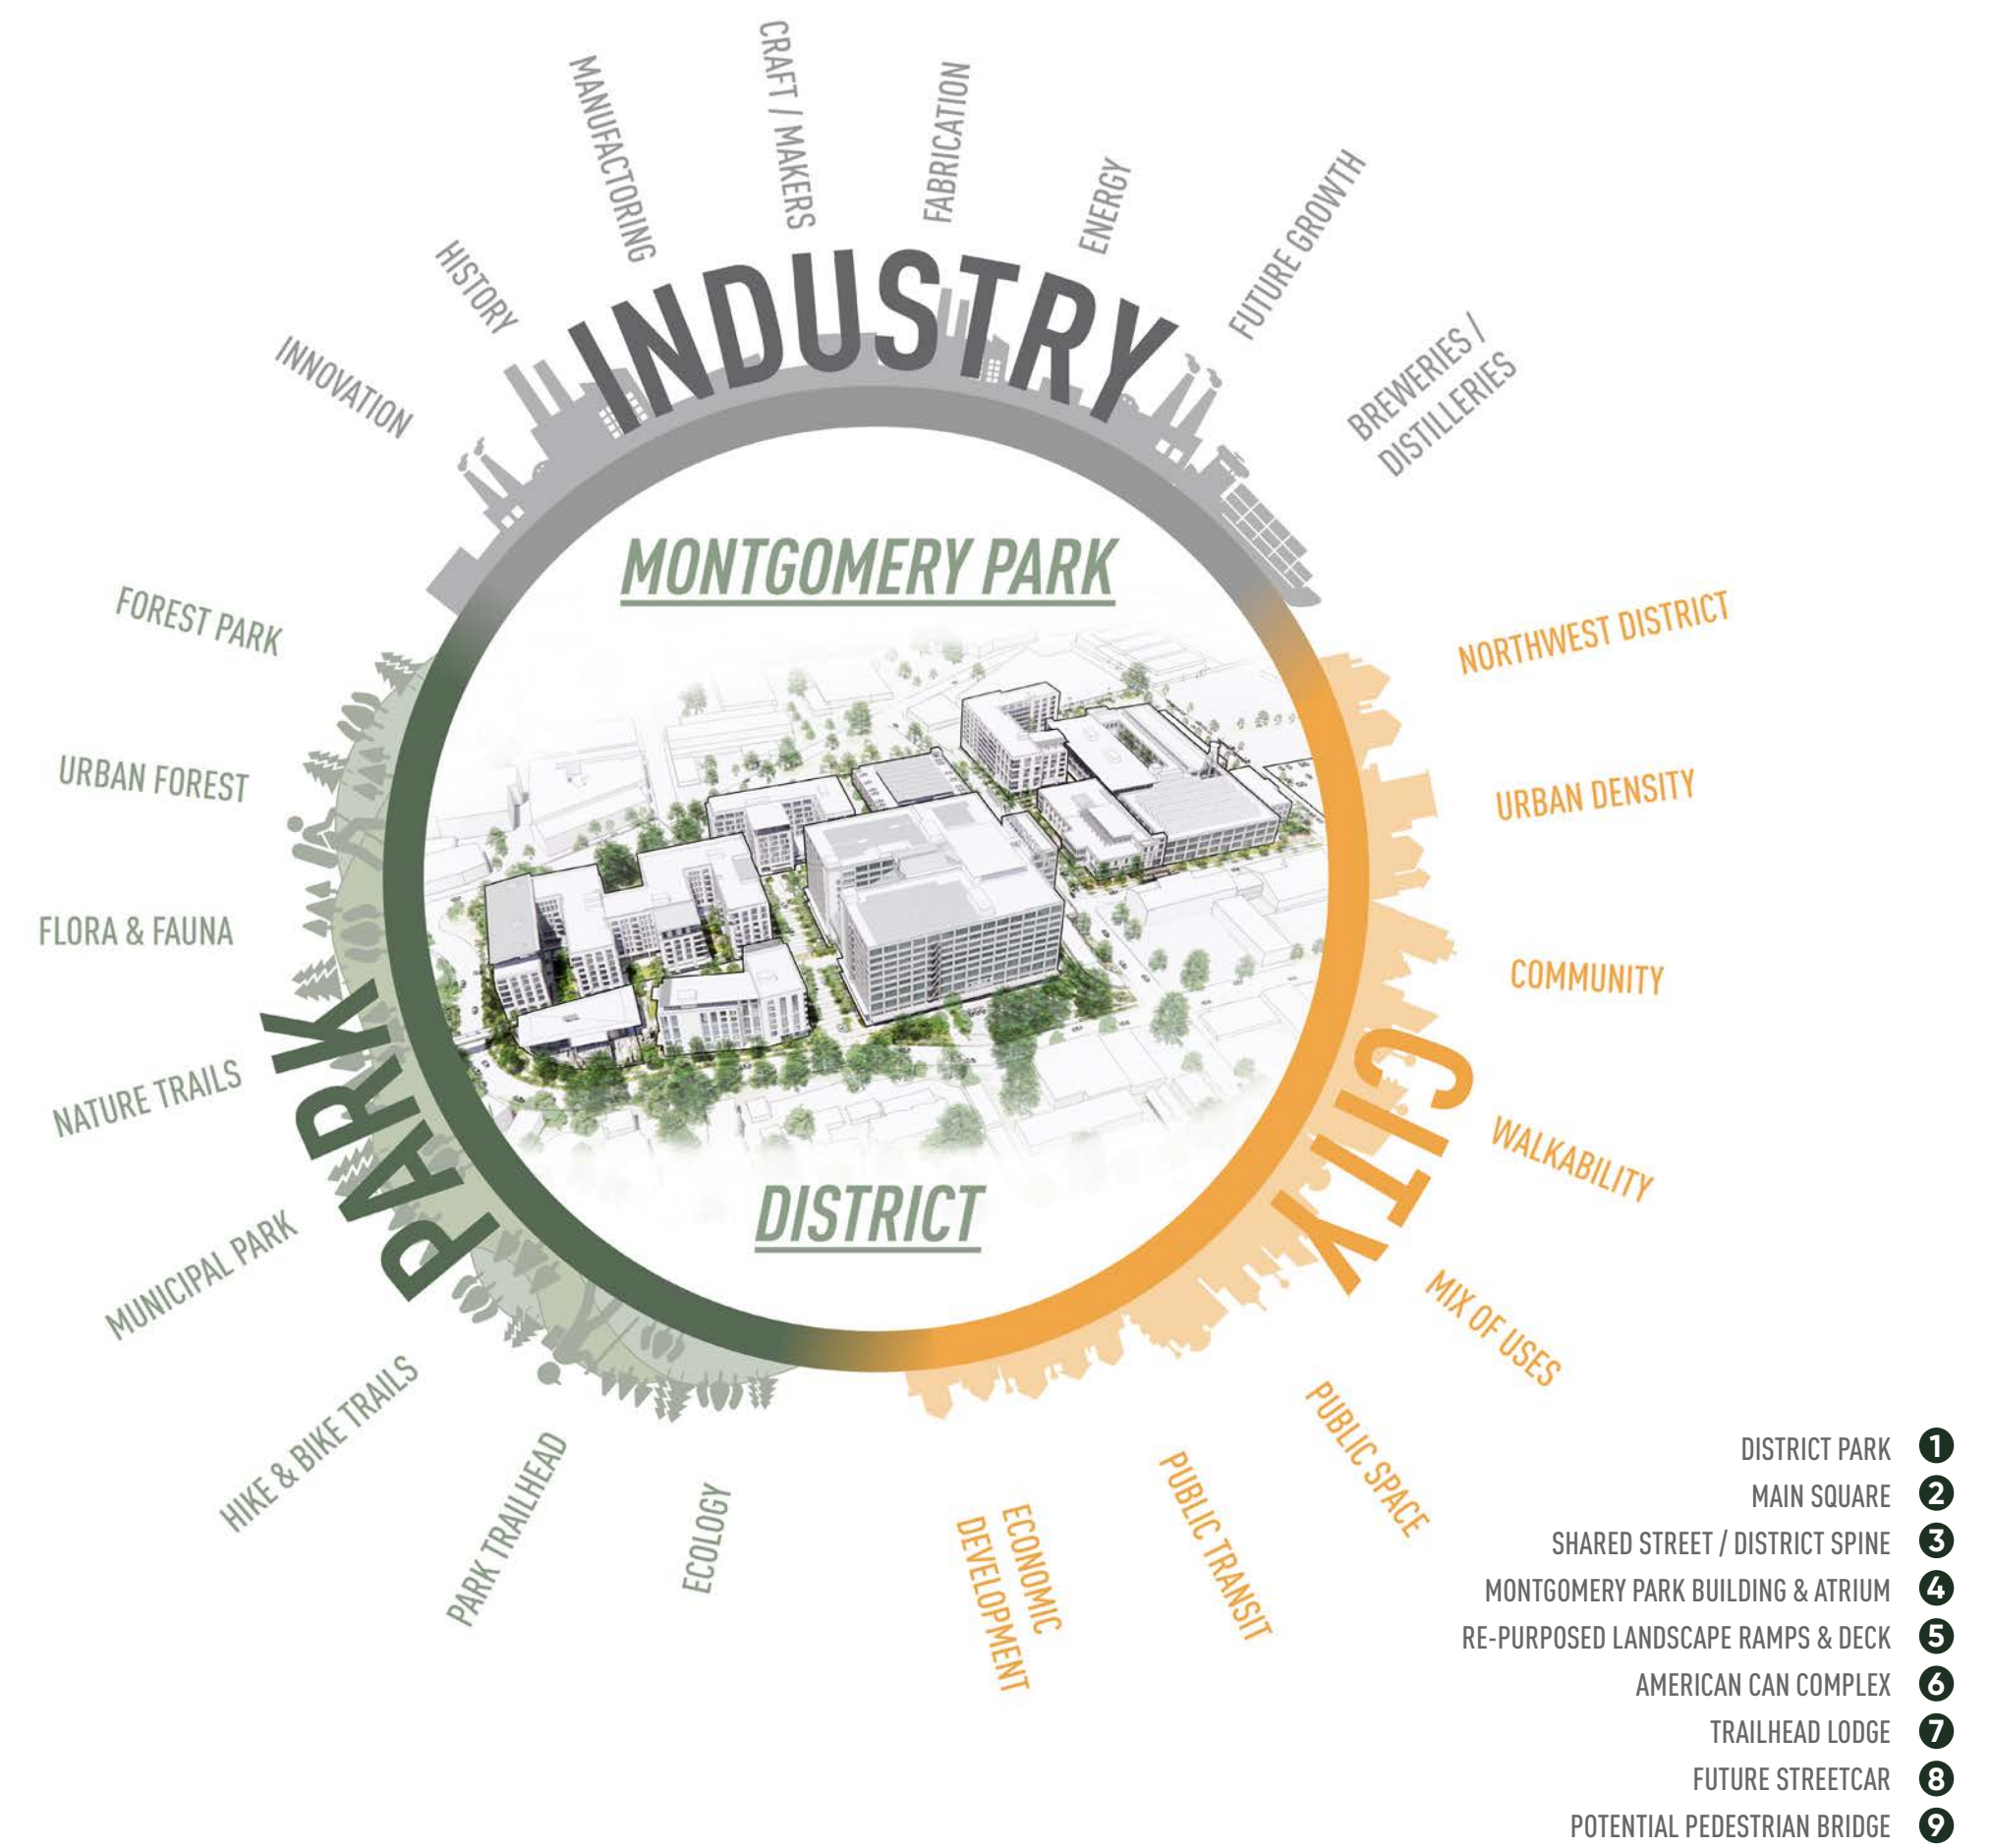 INDUSTRY
INNOVATION
HISTORY
MANUFACTORING
CRAFT / MAKERS
FABRICATION
ENERGY
FUTURE GROWTH
BREWERIES /
DISTILLERIES
MONTGOMERY PARK
DISTRICT
CITY
NORTHWEST DISTRICT
URBAN DENSITY
COMMUNITY
WALKABILITY
MIX OF USES
PUBLIC SPACE
PUBLIC TRANSIT
ECONOMIC
DEVELOPMENT
PARK
FOREST PARK
URBAN FOREST
FLORA & FAUNA
NATURE TRAILS
MUNICIPAL PARK
HIKE & BIKE TRAILS
PARK TRAILHEAD
ECOLOGY
DISTRICT PARK 1
MAIN SQUARE 2
SHARED STREET / DISTRICT SPINE 3
MONTGOMERY PARK BUILDING & ATRIUM 4
RE-PURPOSED LANDSCAPE RAMPS & DECK 5
AMERICAN CAN COMPLEX 6
TRAILHEAD LODGE 7
FUTURE STREETCAR 8
POTENTIAL PEDESTRIAN BRIDGE 9